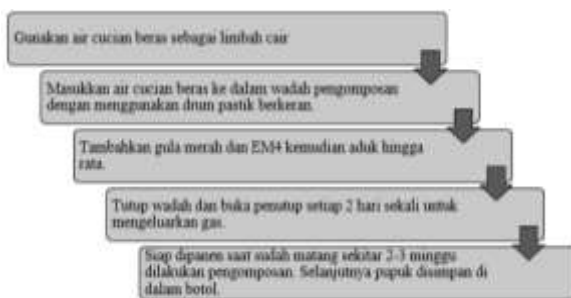 Gunakan air cucian beras sebagai limbah cair
Masukkan air cucian beras ke dalam wadah pengomposan
dengan menggunakan drum pastik berkeran.
Tambahkan gula merah dan EM4 kemudian aduk hingga
rata.
Tutup wadah dan buka penutup setiap 2 hari sekali untuk
mengeluarkan gas.
Siap dipanen saat sudah matang sekitar 2-3 minggu
dilakukan pengomposan. Selanjutnya pupuk disimpan di
dalam botol.